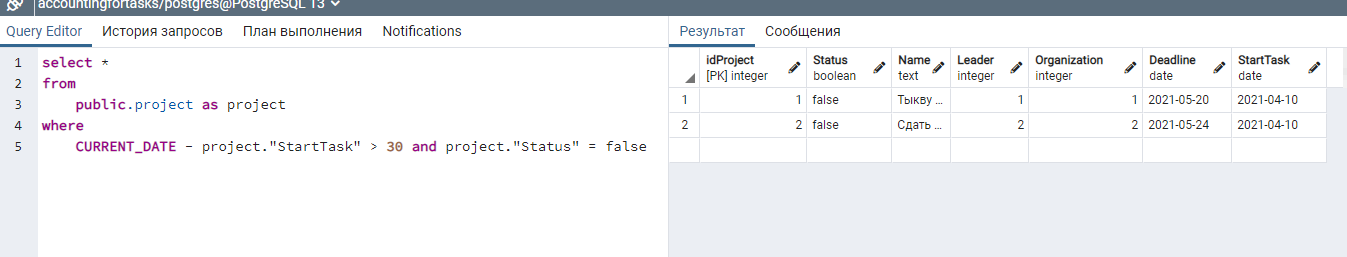 accountingfortasks/postgres@PostgreSQL 13
Query Editor История запросов План выполнения Notifications
1 select *
2 from
3 public.project as project
4 where
5 CURRENT_DATE - project."StartTask" > 30 and project."Status" = false
Результат Сообщения
idProject Status Name Leader Organization Deadline StartTask
[PK] integer boolean text integer integer date date
1 1 false Тыкву ... 1 1 2021-05-20 2021-04-10
2 2 false Сдать ... 2 2 2021-05-24 2021-04-10